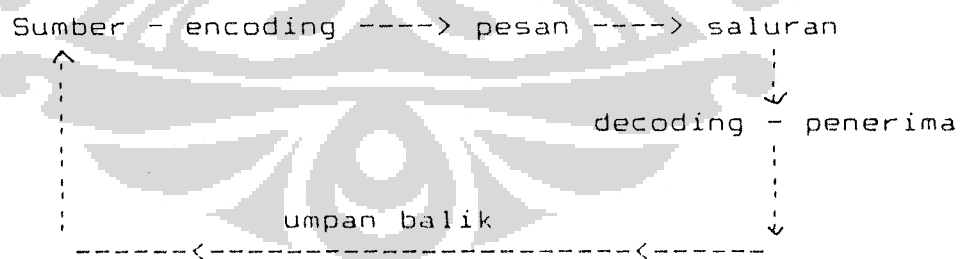 Sumber - encoding ----> pesan ----> saluran
decoding - penerima
umpan balik